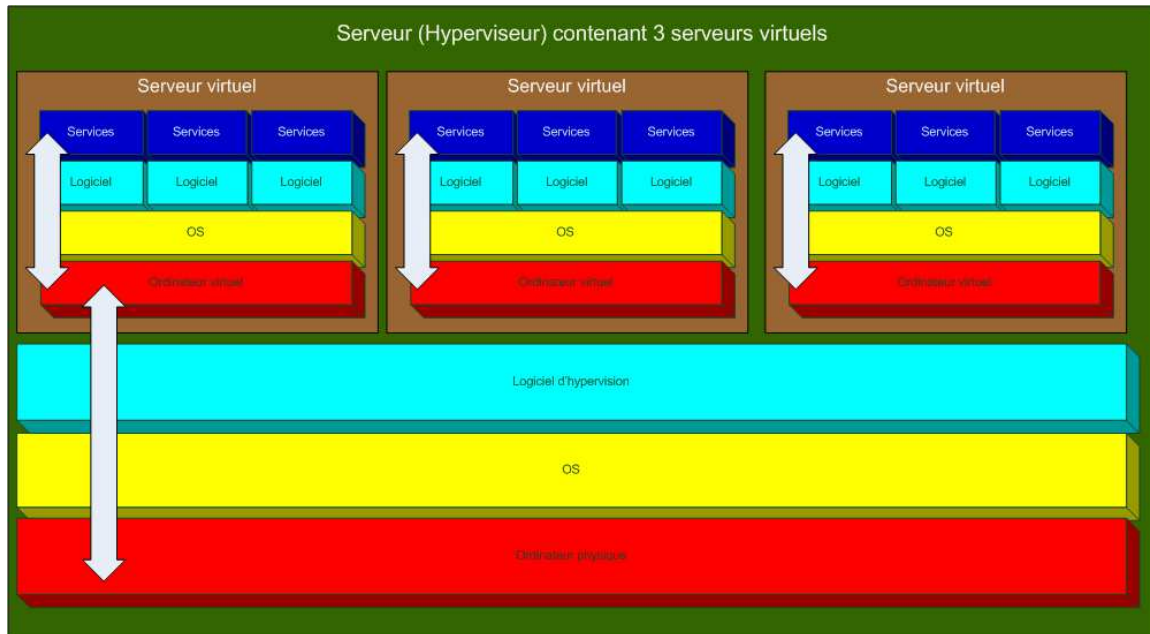 Serveur (Hyperviseur) contenant 3 serveurs virtuels
Serveur virtuel
Services Services Services
Logiciel Logiciel Logiciel
OS
Ordinateur virtuel
Serveur virtuel
Services Services Services
Logiciel Logiciel Logiciel
OS
Ordinateur virtuel
Serveur virtuel
Services Services Services
Logiciel Logiciel Logiciel
OS
Ordinateur virtuel
Logiciel d'hypervision
OS
Ordinateur physique